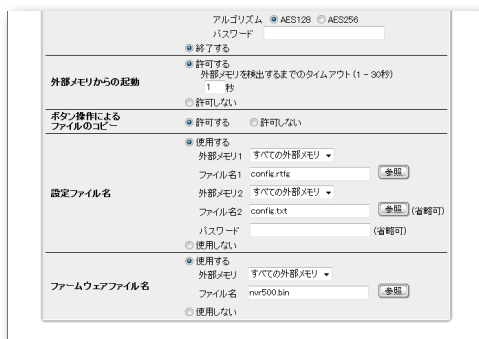 アルゴリズム AES128 AES256
パスワード
終了する
外部メモリからの起動
許可する
外部メモリを検出するまでのタイムアウト(1 - 30秒)
1 秒
許可しない
ボタン操作による
ファイルのコピー
許可する 許可しない
設定ファイル名
使用する
外部メモリ1 すべての外部メモリ
ファイル名1 config.rtfg 参照
外部メモリ2 すべての外部メモリ
ファイル名2 config.txt 参照 (省略可)
パスワード (省略可)
使用しない
ファームウェアファイル名
使用する
外部メモリ すべての外部メモリ
ファイル名 nvr500.bin 参照
使用しない